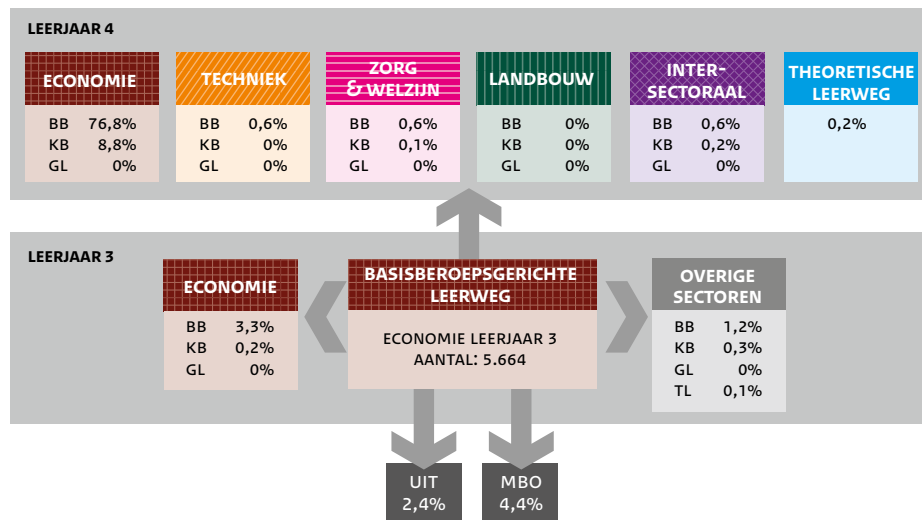 LEERJAAR 4
ECONOMIE
BB 76,8%
KB 8,8%
GL 0%
TECHNIEK
BB 0,6%
KB 0%
GL 0%
ZORG
& WELZIJN
BB 0,6%
KB 0,1%
GL 0%
LANDBOUW
BB 0%
KB 0%
GL 0%
INTER-
SECTORAAL
BB 0,6%
KB 0,2%
GL 0%
THEORETISCHE
LEERWEG
0,2%
LEERJAAR 3
ECONOMIE
BB 3,3%
KB 0,2%
GL 0%
BASISBEROEPSGERICHTE
LEERWEG
ECONOMIE LEERJAAR 3
AANTAL: 5.664
OVERIGE
SECTOREN
BB 1,2%
KB 0,3%
GL 0%
TL 0,1%
UIT
2,4%
MBO
4,4%